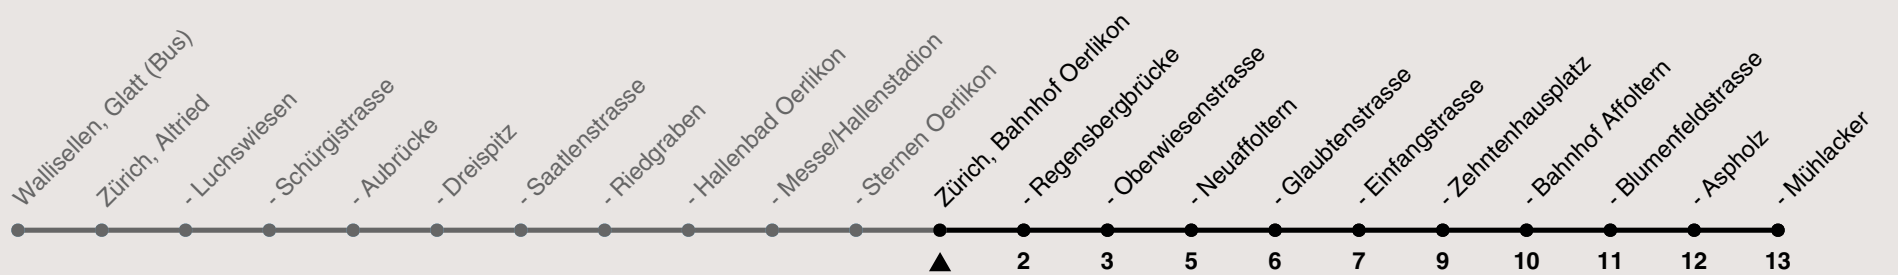 Wallisellen, Glatt (Bus)
Zürich, Altried
- Luchswiesen
- Schürgistrasse
- Aubrücke
- Dreispitz
- Saatlenstrasse
- Riedgraben
- Hallenbad Oerlikon
- Messe/Hallenstadion
- Sternen Oerlikon
Zürich, Bahnhof Oerlikon
- Regensbergbrücke
- Oberwiesenstrasse
- Neuaffoltern
- Glaubtenstrasse
- Einfangstrasse
- Zehntenhausplatz
- Bahnhof Affoltern
- Blumenfeldstrasse
- Aspholz
- Mühlacker
2 3 5 6 7 9 10 11 12 13